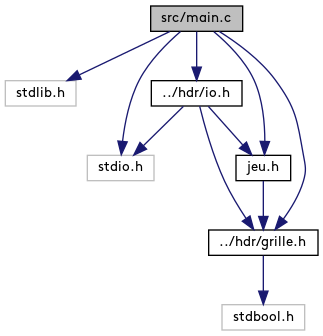 src/main.c
stdlib.h
../hdr/io.h
stdio.h
jeu.h
../hdr/grille.h
stdbool.h